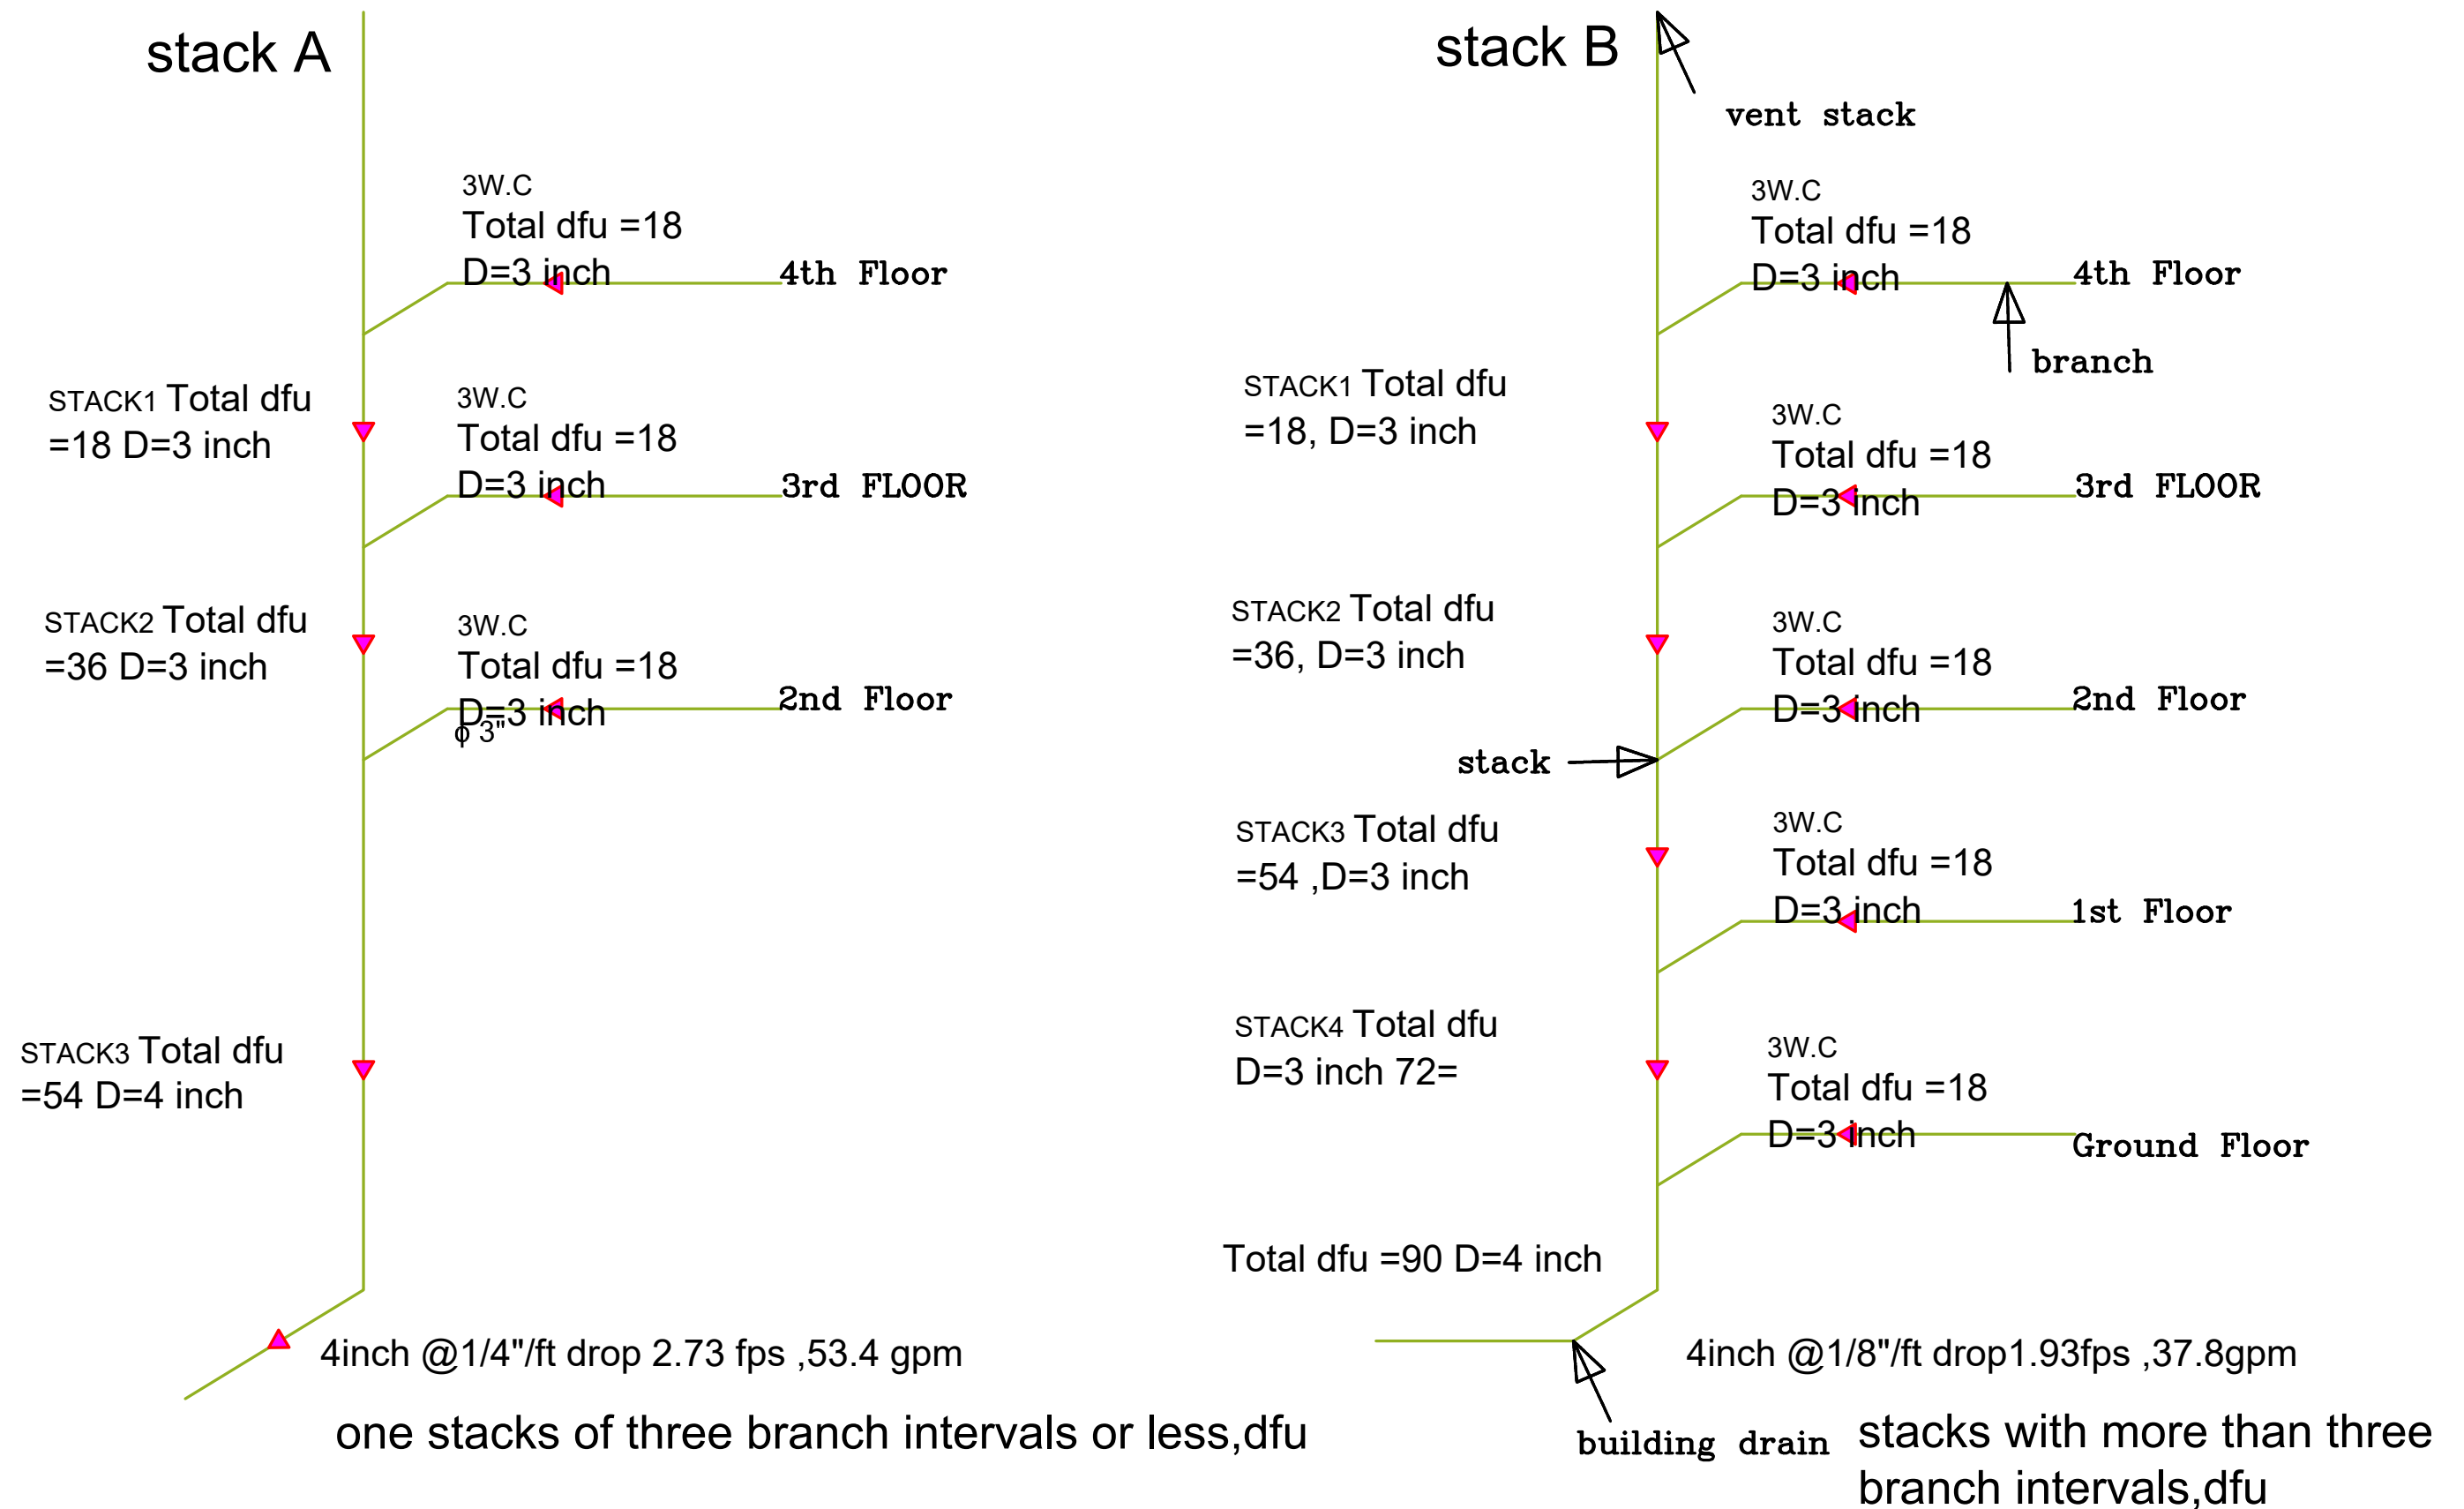 stack A
3W.C
Total dfu =18
D=3 inch
4th Floor
STACK1 Total dfu
=18 D=3 inch
3W.C
Total dfu =18
D=3 inch
3rd FLOOR
STACK2 Total dfu
=36 D=3 inch
3W.C
Total dfu =18
D=3 inch
ϕ 3"
2nd Floor
STACK3 Total dfu
=54 D=4 inch
4inch @1/4"/ft drop 2.73 fps ,53.4 gpm
one stacks of three branch intervals or less,dfu
stack B
vent stack
3W.C
Total dfu =18
D=3 inch
4th Floor
branch
STACK1 Total dfu
=18, D=3 inch
3W.C
Total dfu =18
D=3 inch
3rd FLOOR
STACK2 Total dfu
=36, D=3 inch
3W.C
Total dfu =18
D=3 inch
2nd Floor
stack
STACK3 Total dfu
=54 ,D=3 inch
3W.C
Total dfu =18
D=3 inch
1st Floor
STACK4 Total dfu
D=3 inch 72=
3W.C
Total dfu =18
D=3 inch
Ground Floor
Total dfu =90 D=4 inch
4inch @1/8"/ft drop1.93fps ,37.8gpm
building drain
stacks with more than three
branch intervals,dfu